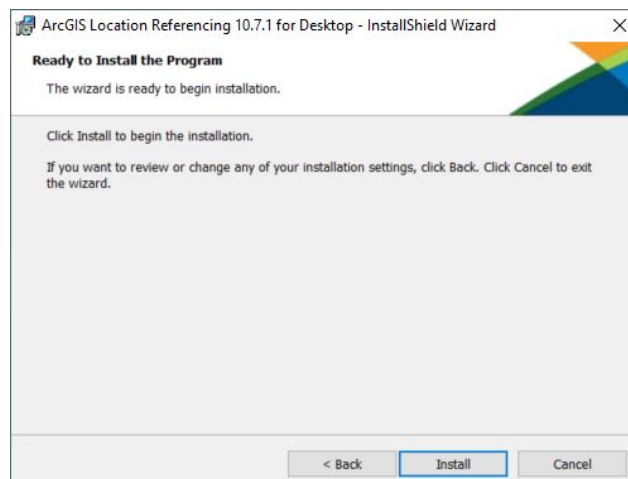 ArcGIS Location Referencing 10.7.1 for Desktop - InstallShield Wizard
Ready to Install the Program
The wizard is ready to begin installation.
Click Install to begin the installation.
If you want to review or change any of your installation settings, click Back. Click Cancel to exit
the wizard.
< Back
Install
Cancel